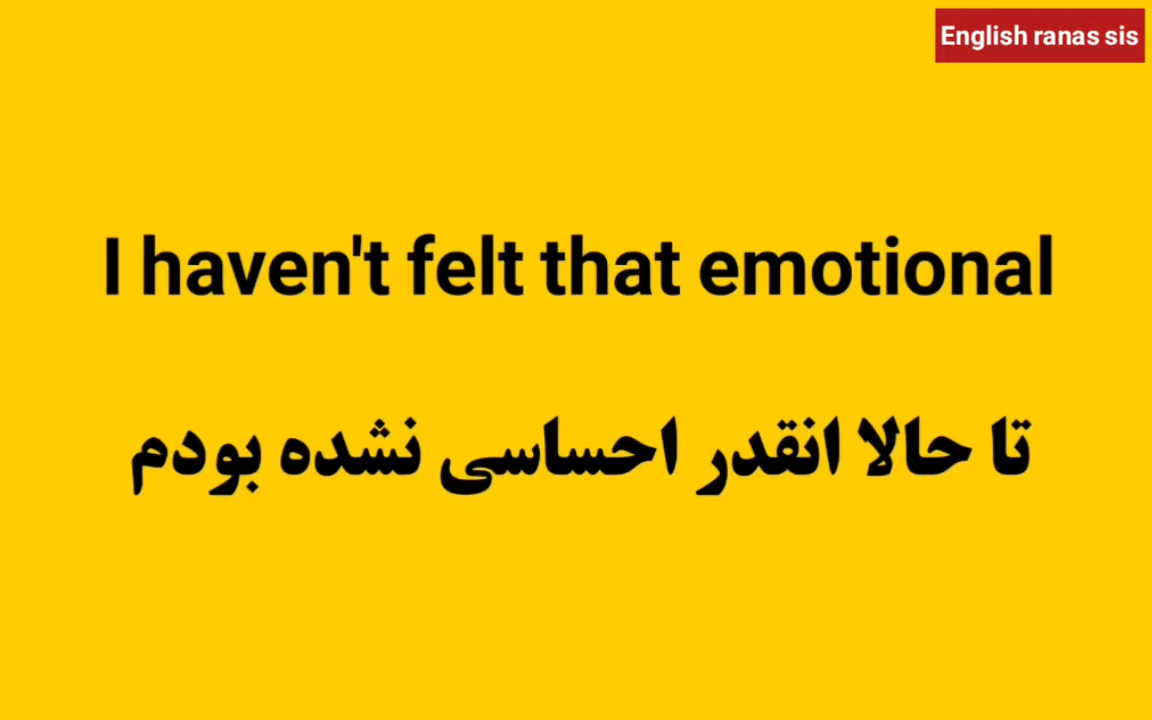 English ranas sis
I haven't felt that emotional
تا حالا انقدر احساسی نشده بودم